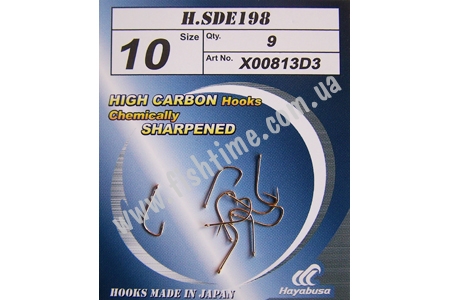 H.SDE198
10 Size Qty. 9
Art No. X00813D3
HIGH CARBON Hooks
Chemically
SHARPENED
www.fishtime.com.ua
HOOKS MADE IN JAPAN
Hayabusa